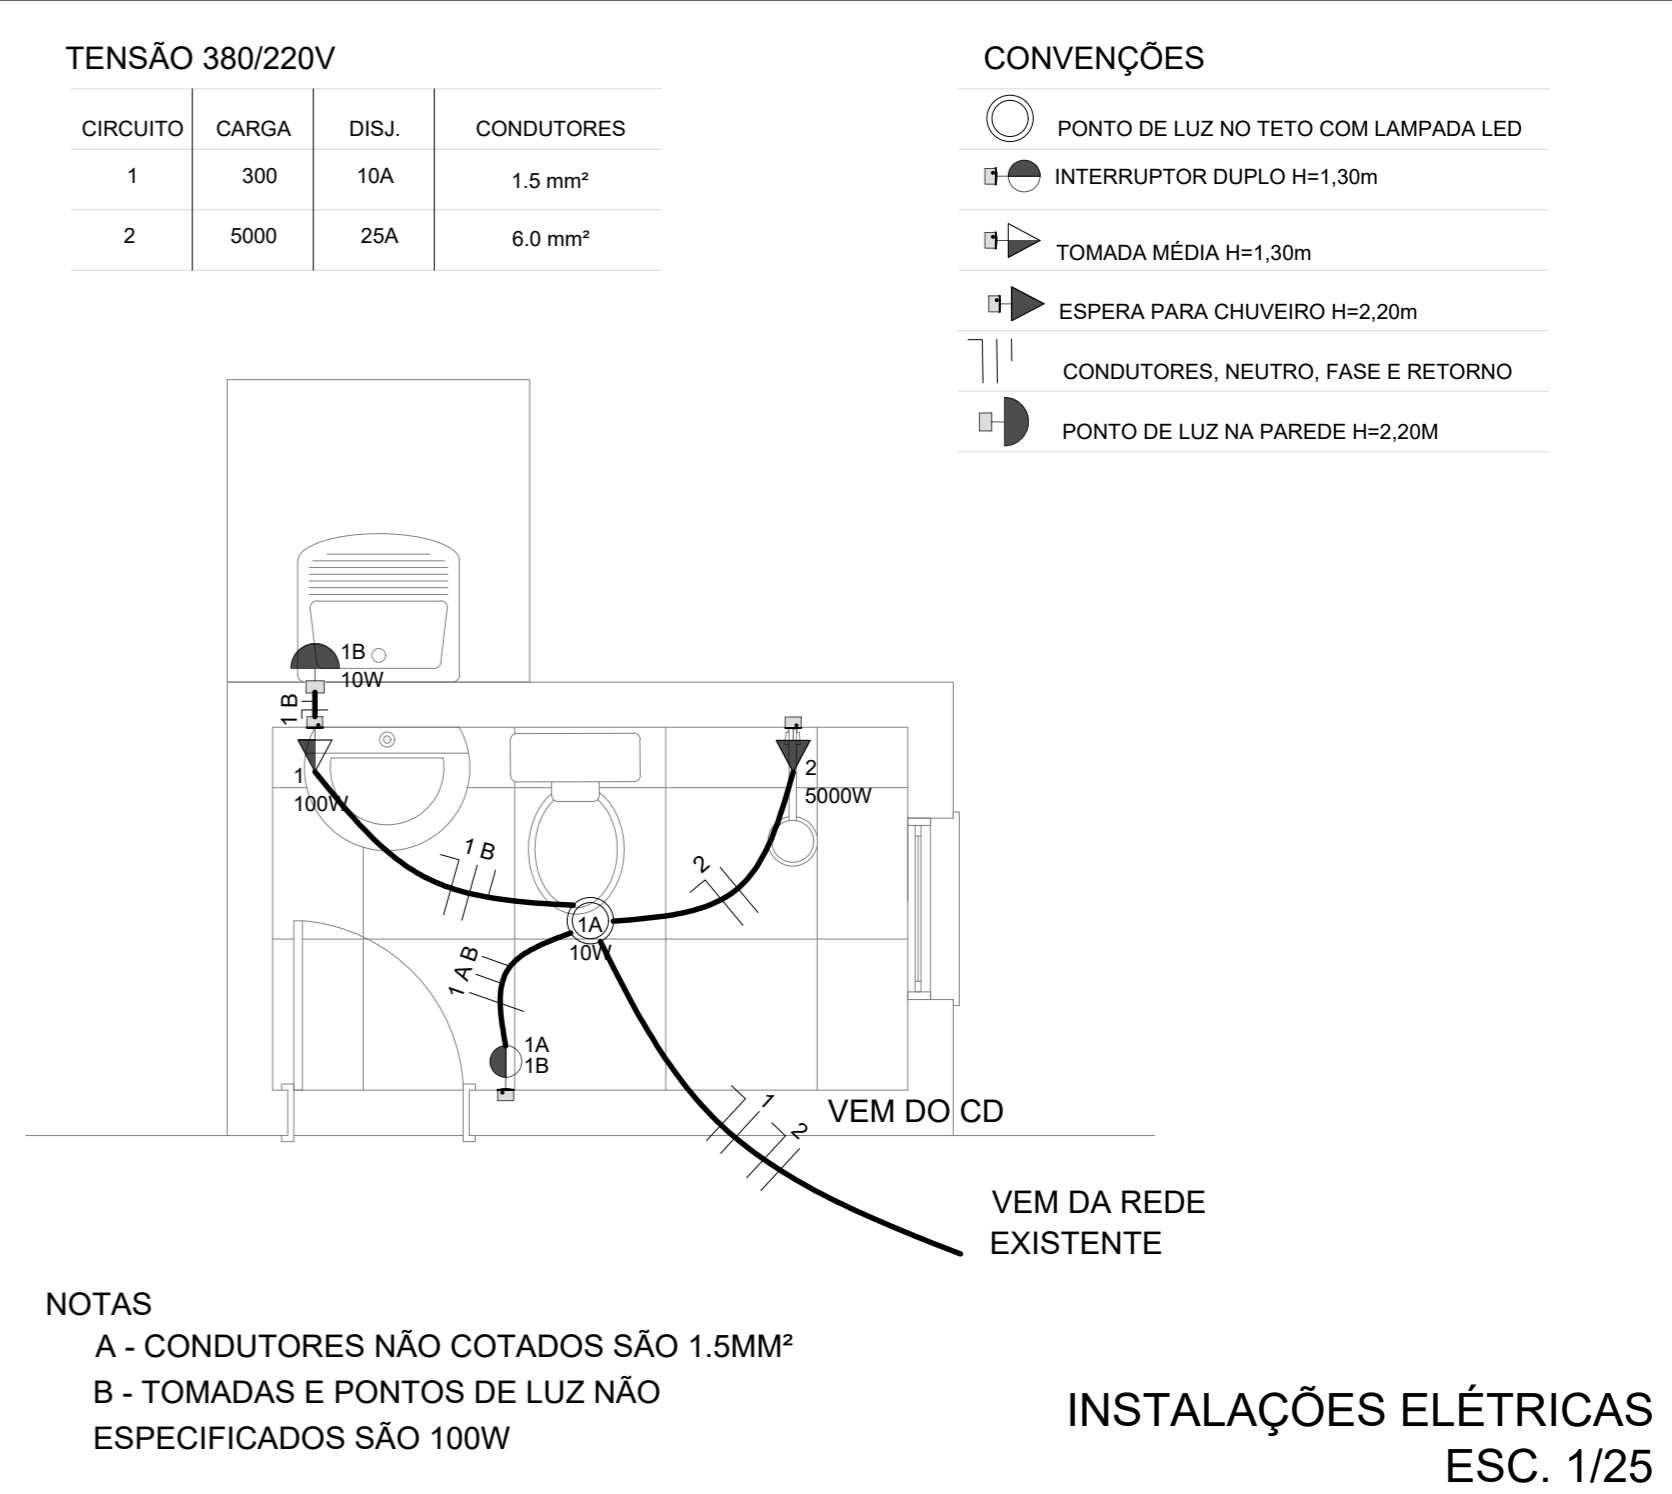 TENSÃO 380/220V
CIRCUITO CARGA DISJ. CONDUTORES
1 300 10A 1.5 mm²
2 5000 25A 6.0 mm²
CONVENÇÕES
PONTO DE LUZ NO TETO COM LAMPADA LED
INTERRUPTOR DUPLO H=1,30m
TOMADA MÉDIA H=1,30m
ESPERA PARA CHUVEIRO H=2,20m
CONDUTORES, NEUTRO, FASE E RETORNO
PONTO DE LUZ NA PAREDE H=2,20M
1B
10W
1 B
1
100W
2
5000W
1 B
2
1A
10W
1 A B
1A
1B
1
2
VEM DO CD
VEM DA REDE
EXISTENTE
NOTAS
A - CONDUTORES NÃO COTADOS SÃO 1.5MM²
B - TOMADAS E PONTOS DE LUZ NÃO
ESPECIFICADOS SÃO 100W
INSTALAÇÕES ELÉTRICAS
ESC. 1/25